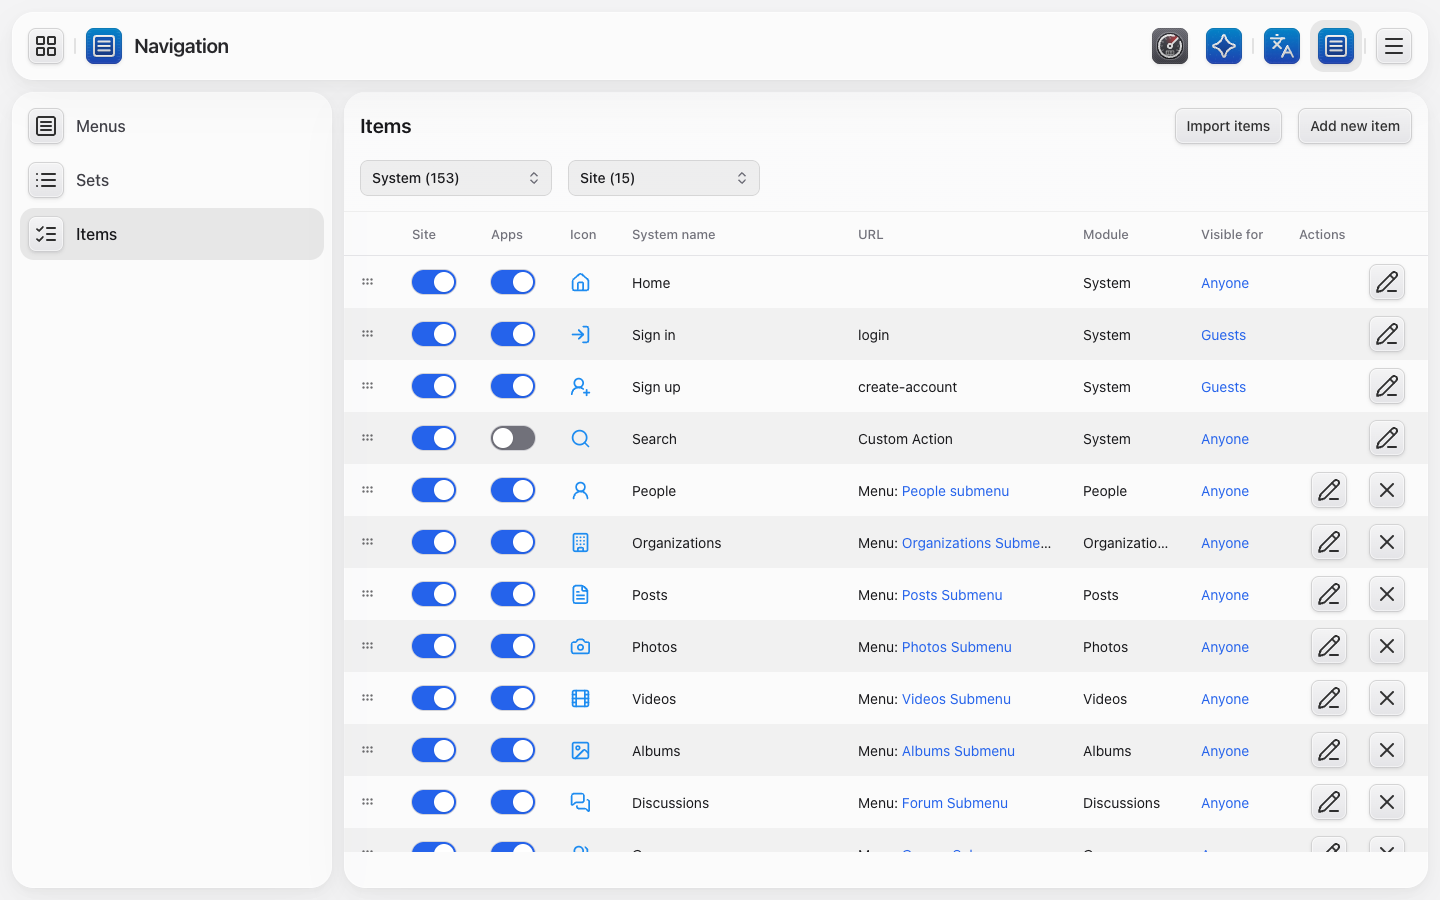 Navigation
Menus
Sets
Items
Items
Import items
Add new item
System (153)
Site (15)
Site Apps Icon System name URL Module Visible for Actions
Home System Anyone
Sign in login System Guests
Sign up create-account System Guests
Search Custom Action System Anyone
People Menu: People submenu People Anyone
Organizations Menu: Organizations Subme... Organizatio... Anyone
Posts Menu: Posts Submenu Posts Anyone
Photos Menu: Photos Submenu Photos Anyone
Videos Menu: Videos Submenu Videos Anyone
Albums Menu: Albums Submenu Albums Anyone
Discussions Menu: Forum Submenu Discussions Anyone